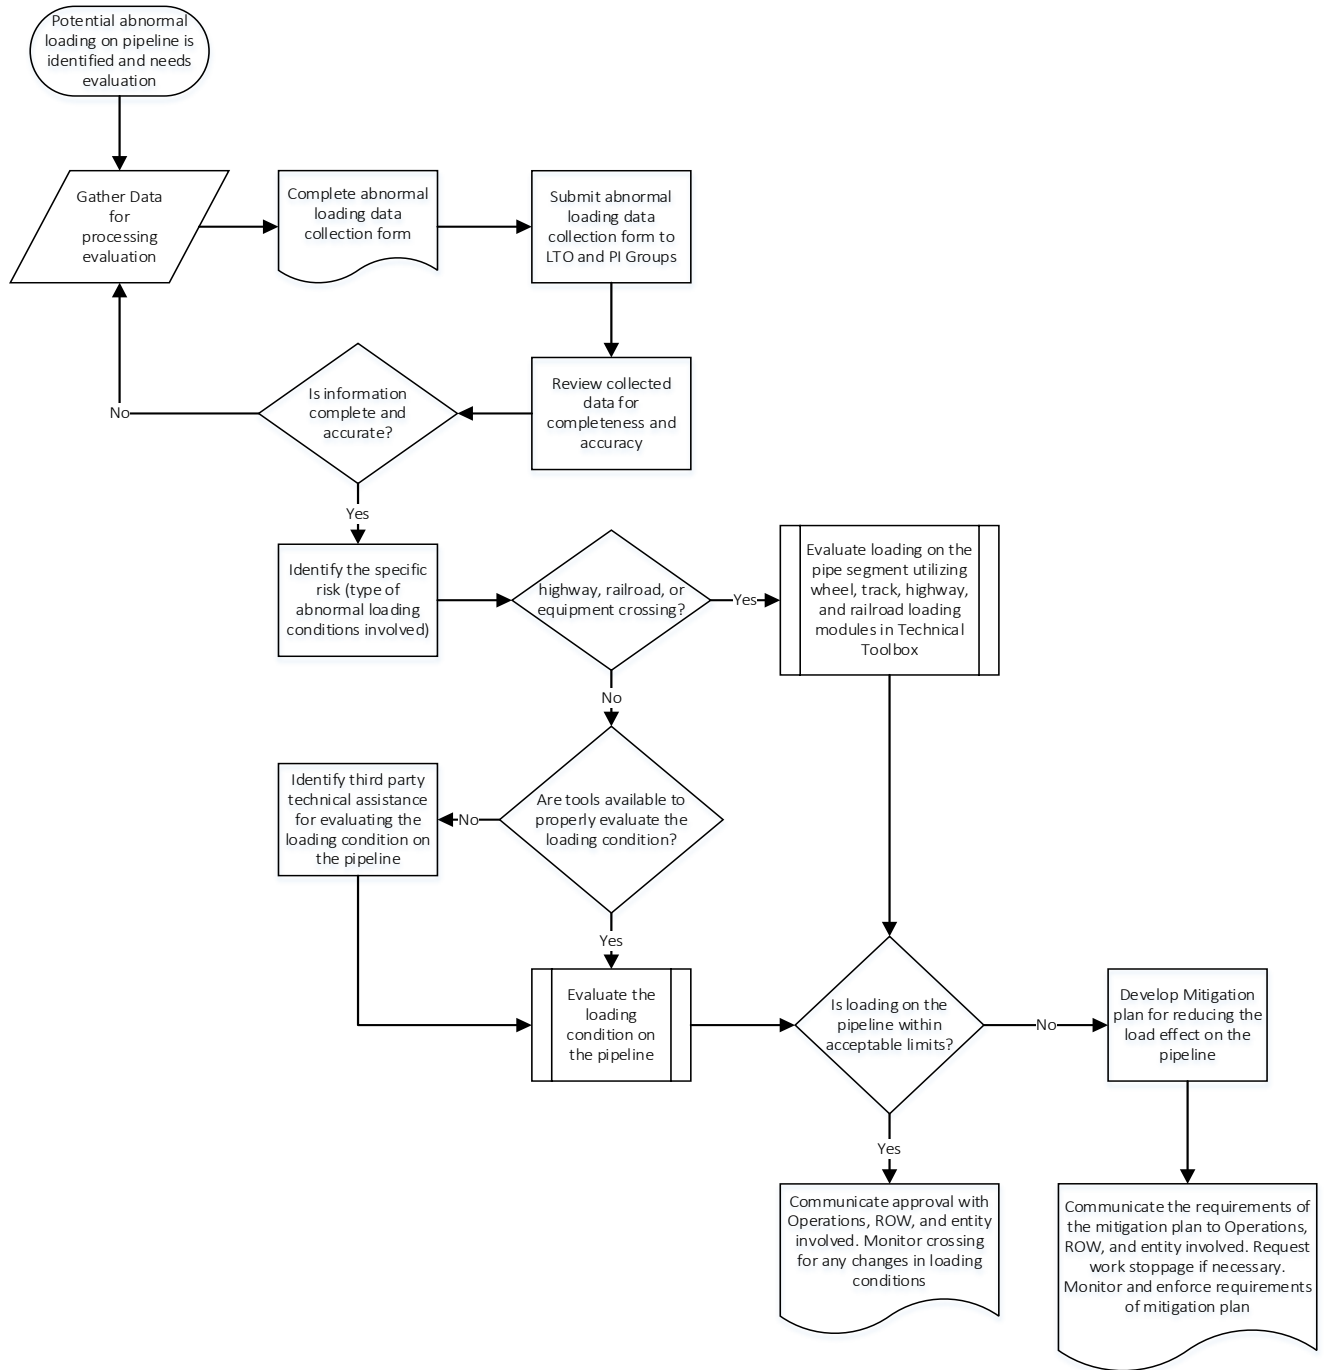 Potential abnormal
loading on pipeline is
identified and needs
evaluation
Gather Data
for
processing
evaluation
Complete abnormal
loading data
collection form
Submit abnormal
loading data
collection form to
LTO and PI Groups
Review collected
data for
completeness and
accuracy
Is information
complete and
accurate?
No
Yes
Identify the specific
risk (type of
abnormal loading
conditions involved)
highway, railroad, or
equipment crossing?
Yes
Evaluate loading on the
pipe segment utilizing
wheel, track, highway,
and railroad loading
modules in Technical
Toolbox
No
Are tools available to
properly evaluate the
loading condition?
No
Identify third party
technical assistance
for evaluating the
loading condition on
the pipeline
Yes
Evaluate the
loading
condition on
the pipeline
Is loading on the
pipeline within
acceptable limits?
No
Develop Mitigation
plan for reducing the
load effect on the
pipeline
Yes
Communicate approval with
Operations, ROW, and entity
involved. Monitor crossing
for any changes in loading
conditions
Communicate the requirements of
the mitigation plan to Operations,
ROW, and entity involved. Request
work stoppage if necessary.
Monitor and enforce requirements
of mitigation plan